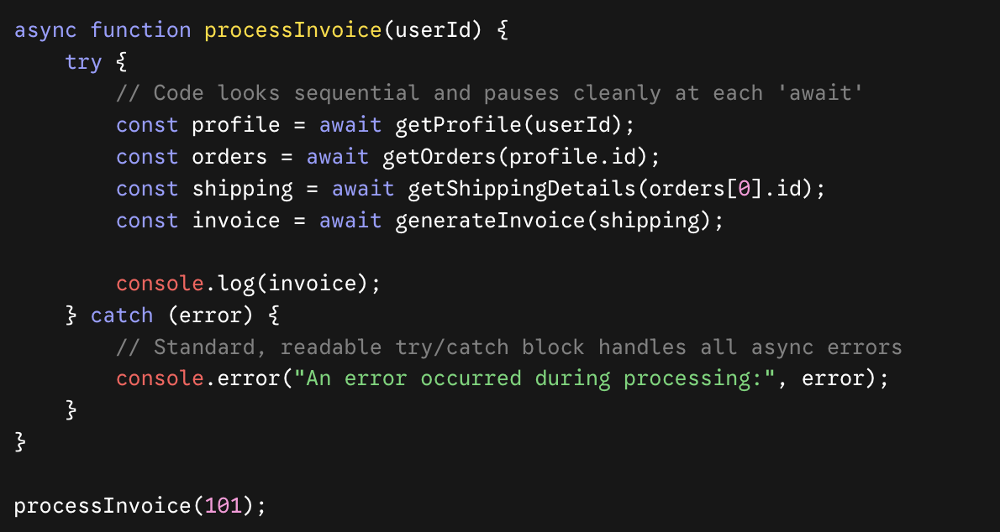 async function processInvoice(userId) {
    try {
        // Code looks sequential and pauses cleanly at each 'await'
        const profile = await getProfile(userId);
        const orders = await getOrders(profile.id);
        const shipping = await getShippingDetails(orders[0].id);
        const invoice = await generateInvoice(shipping);

        console.log(invoice);
    } catch (error) {
        // Standard, readable try/catch block handles all async errors
        console.error("An error occurred during processing:", error);
    }
}

processInvoice(101);